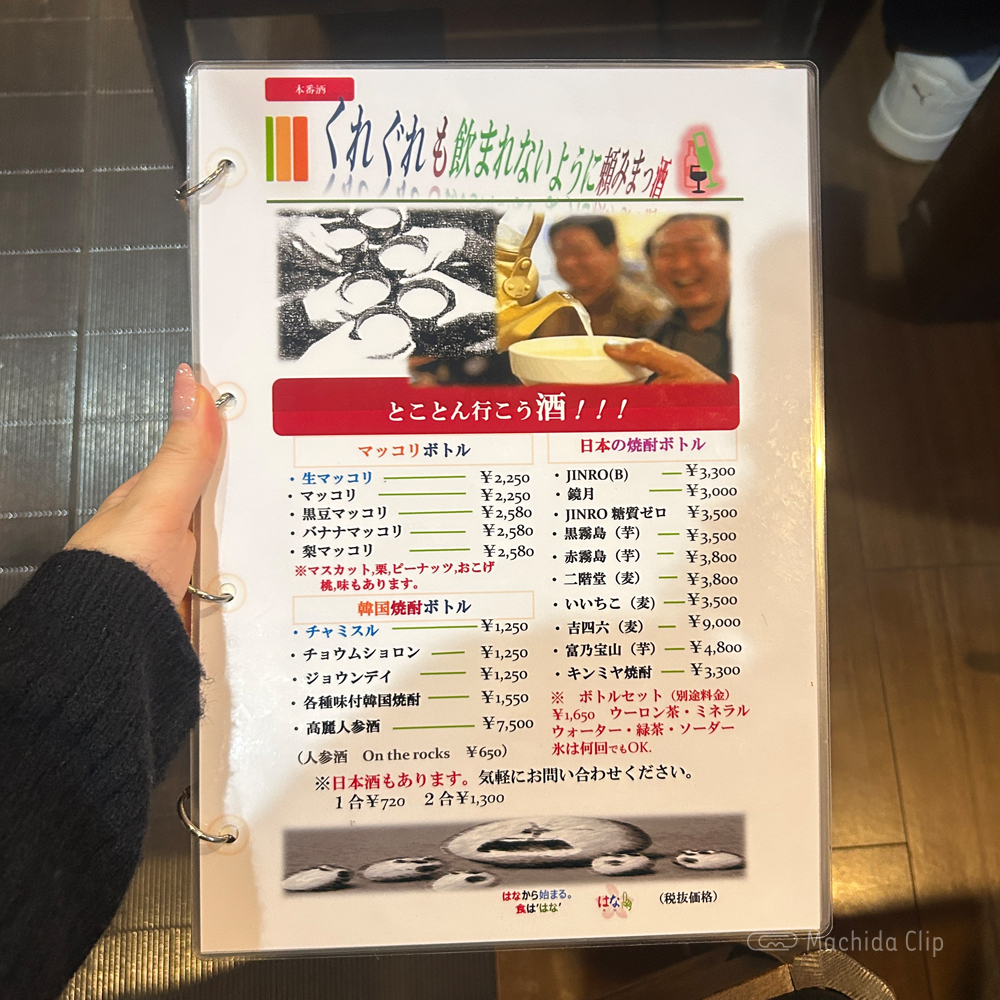 本番酒
くれぐれも飲まれないように頼みまっ酒
とことん行こう酒!!!
マッコリボトル
・生マッコリ ¥2,250
・マッコリ ¥2,250
・黒豆マッコリ ¥2,580
・バナナマッコリ ¥2,580
・梨マッコリ ¥2,580
※マスカット,栗,ピーナッツ,おこげ
桃,味もあります。
韓国焼酎ボトル
・チャミスル ¥1,250
・チョウムショロン ¥1,250
・ジョウンデイ ¥1,250
・各種味付韓国焼酎 ¥1,550
・高麗人参酒 ¥7,500
（人参酒 On the rocks ¥650）
日本の焼酎ボトル
・JINRO(B) ¥3,300
・鏡月 ¥3,000
・JINRO 糖質ゼロ ¥3,500
・黒霧島（芋） ¥3,500
・赤霧島（芋） ¥3,800
・二階堂（麦） ¥3,800
・いいちこ（麦） ¥3,500
・吉四六（麦） ¥9,000
・富乃宝山（芋） ¥4,800
・キンミヤ焼酎 ¥3,300
※ ボトルセット（別途料金）
¥1,650 ウーロン茶・ミネラル
ウォーター・緑茶・ソーダー
氷は何回でもOK.
※日本酒もあります。気軽にお問い合わせください。
1合¥720 2合¥1,300
はなから始まる。
食は'はな'
はな
（税抜価格）
Machida Clip